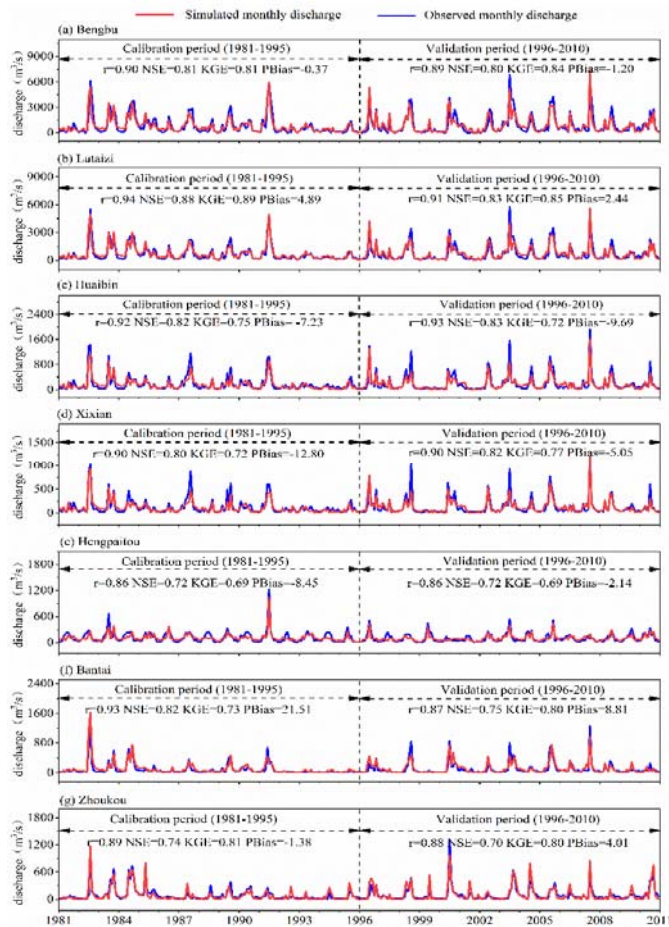 Simulated monthly discharge Observed monthly discharge
(a) Bengbu
Calibration period (1981-1995) Validation period (1996-2010)
r=0.90 NSE=0.81 KGE=0.81 PBias=-0.37 r=0.89 NSE=0.80 KGE=0.84 PBias=-1.20
discharge (m³/s)
9000
6000
3000
0
(b) Lutaizi
Calibration period (1981-1995) Validation period (1996-2010)
r=0.94 NSE=0.88 KGE=0.89 PBias=4.89 r=0.91 NSE=0.83 KGE=0.85 PBias=2.44
discharge (m³/s)
9000
6000
3000
0
(c) Huaibin
Calibration period (1981-1995) Validation period (1996-2010)
r=0.92 NSE=0.82 KGE=0.75 PBias= -7.23 r=0.93 NSE=0.83 KGE=0.72 PBias=-9.69
discharge (m³/s)
2400
1600
800
0
(d) Xixian
Calibration period (1981-1995) Validation period (1996-2010)
r=0.90 NSE=0.80 KGE=0.72 PBias=-12.80 r=0.90 NSE=0.82 KGE=0.77 PBias=-5.05
discharge (m³/s)
1500
1000
500
0
(e) Hengpaitou
Calibration period (1981-1995) Validation period (1996-2010)
r=0.86 NSE=0.72 KGE=0.69 PBias=-8.45 r=0.86 NSE=0.72 KGE=0.69 PBias=-2.14
discharge (m³/s)
1800
1200
600
0
(f) Bantai
Calibration period (1981-1995) Validation period (1996-2010)
r=0.93 NSE=0.82 KGE=0.73 PBias=21.51 r=0.87 NSE=0.75 KGE=0.80 PBias=8.81
discharge (m³/s)
2400
1600
800
0
(g) Zhoukou
Calibration period (1981-1995) Validation period (1996-2010)
r=0.89 NSE=0.74 KGE=0.81 PBias=-1.38 r=0.88 NSE=0.70 KGE=0.80 PBias=4.01
discharge (m³/s)
1800
1200
600
0
1981 1984 1987 1990 1993 1996 1999 2002 2005 2008 2011